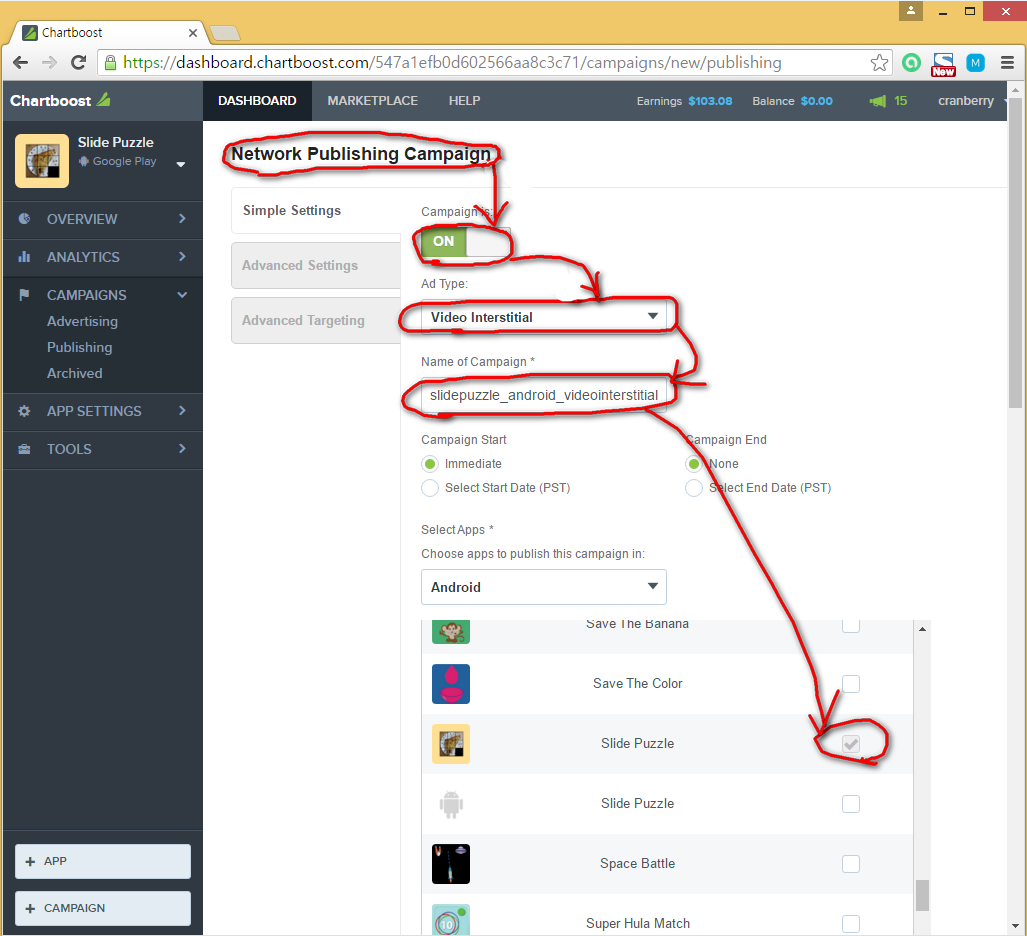 Chartboost
https://dashboard.chartboost.com/547a1efb0d602566aa8c3c71/campaigns/new/publishing
New
M
Chartboost
DASHBOARD
MARKETPLACE
HELP
Earnings $103.08
Balance $0.00
15
cranberry
Slide Puzzle
Google Play
OVERVIEW
ANALYTICS
CAMPAIGNS
Advertising
Publishing
Archived
APP SETTINGS
TOOLS
+ APP
+ CAMPAIGN
Network Publishing Campaign
Simple Settings
Advanced Settings
Advanced Targeting
Campaign is:
ON
Ad Type:
Video Interstitial
Name of Campaign *
slidepuzzle_android_videointerstitial
Campaign Start
Immediate
Select Start Date (PST)
Campaign End
None
Select End Date (PST)
Select Apps *
Choose apps to publish this campaign in:
Android
Save The Banana
Save The Color
Slide Puzzle
Slide Puzzle
Space Battle
10
Super Hula Match